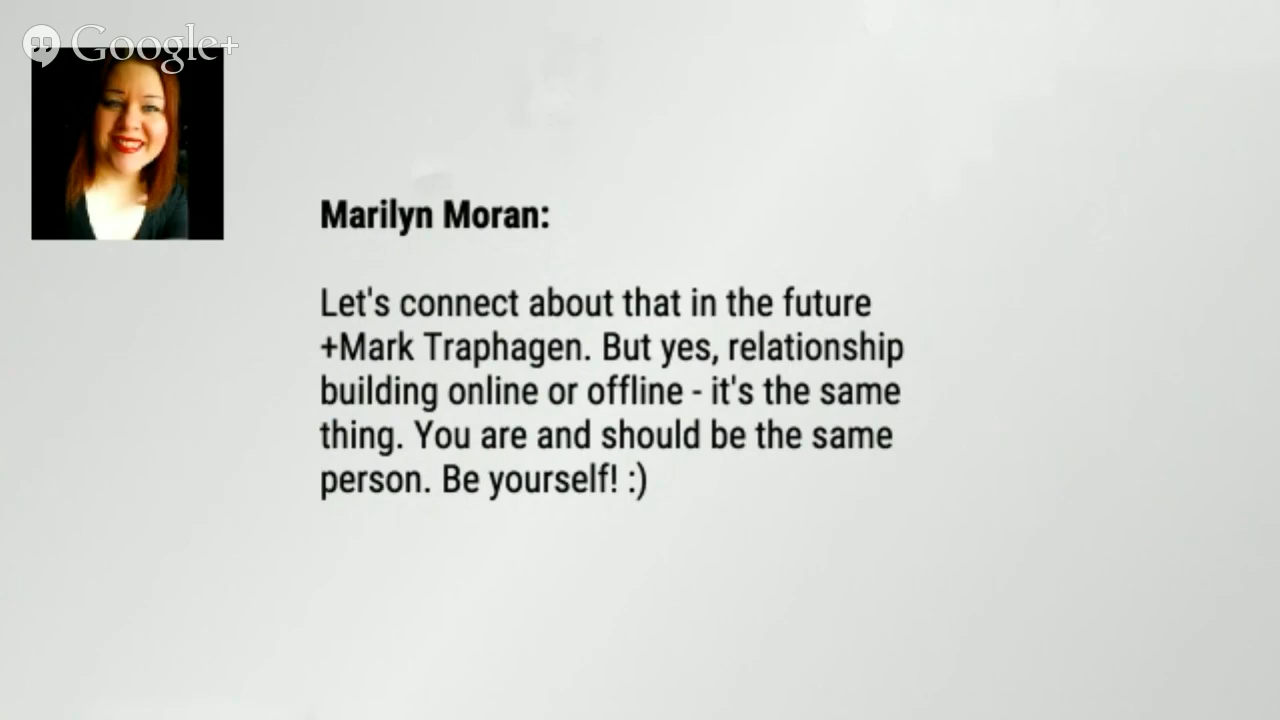 Google+
Marilyn Moran:
Let's connect about that in the future
+Mark Traphagen. But yes, relationship
building online or offline - it's the same
thing. You are and should be the same
person. Be yourself! :)